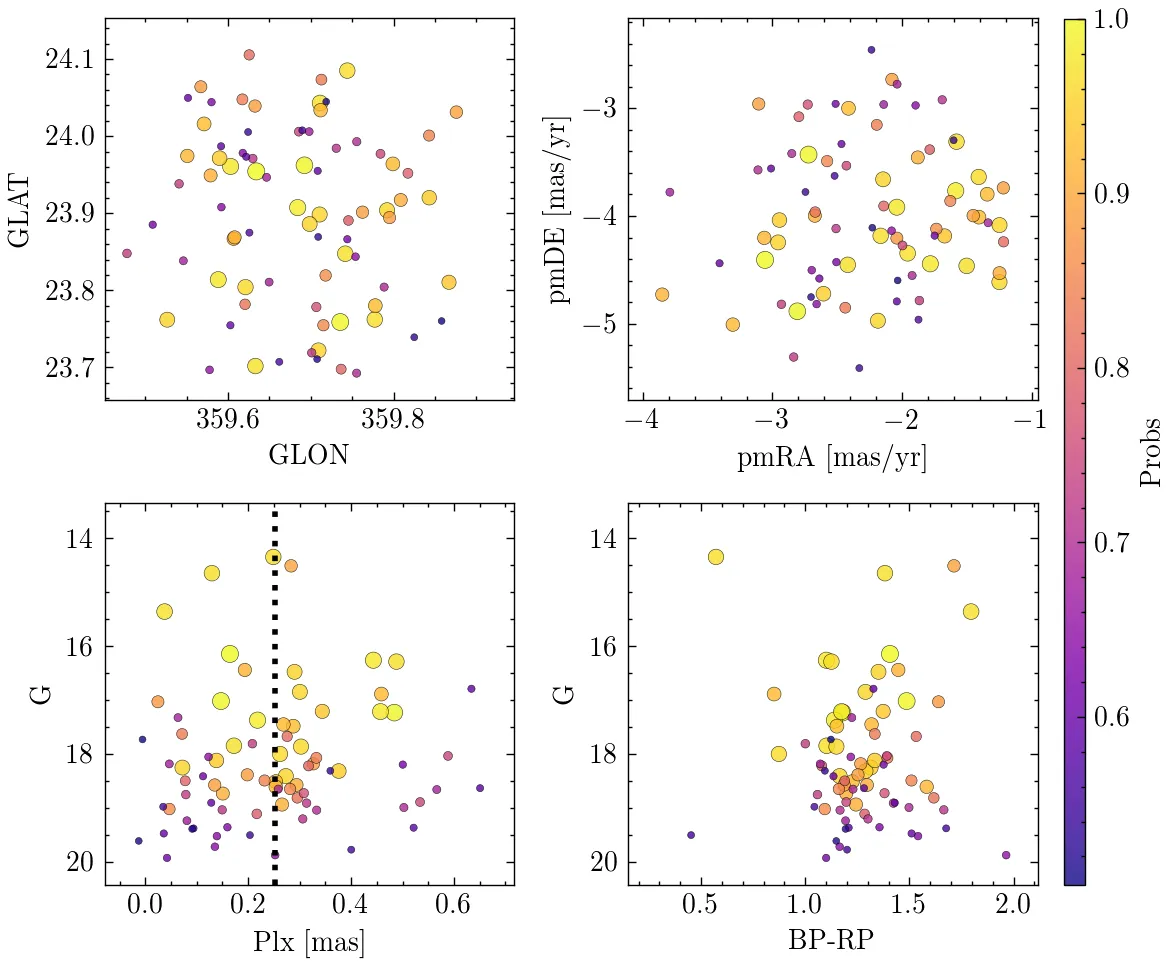 24.1
24.0
23.9
23.8
23.7
GLAT
359.6 359.8
GLON
−3
−4
−5
pmDE [mas/yr]
−4 −3 −2 −1
pmRA [mas/yr]
14
16
18
20
G
0.0 0.2 0.4 0.6
Plx [mas]
14
16
18
20
G
0.5 1.0 1.5 2.0
BP-RP
1.0
0.9
0.8
0.7
0.6
Probs